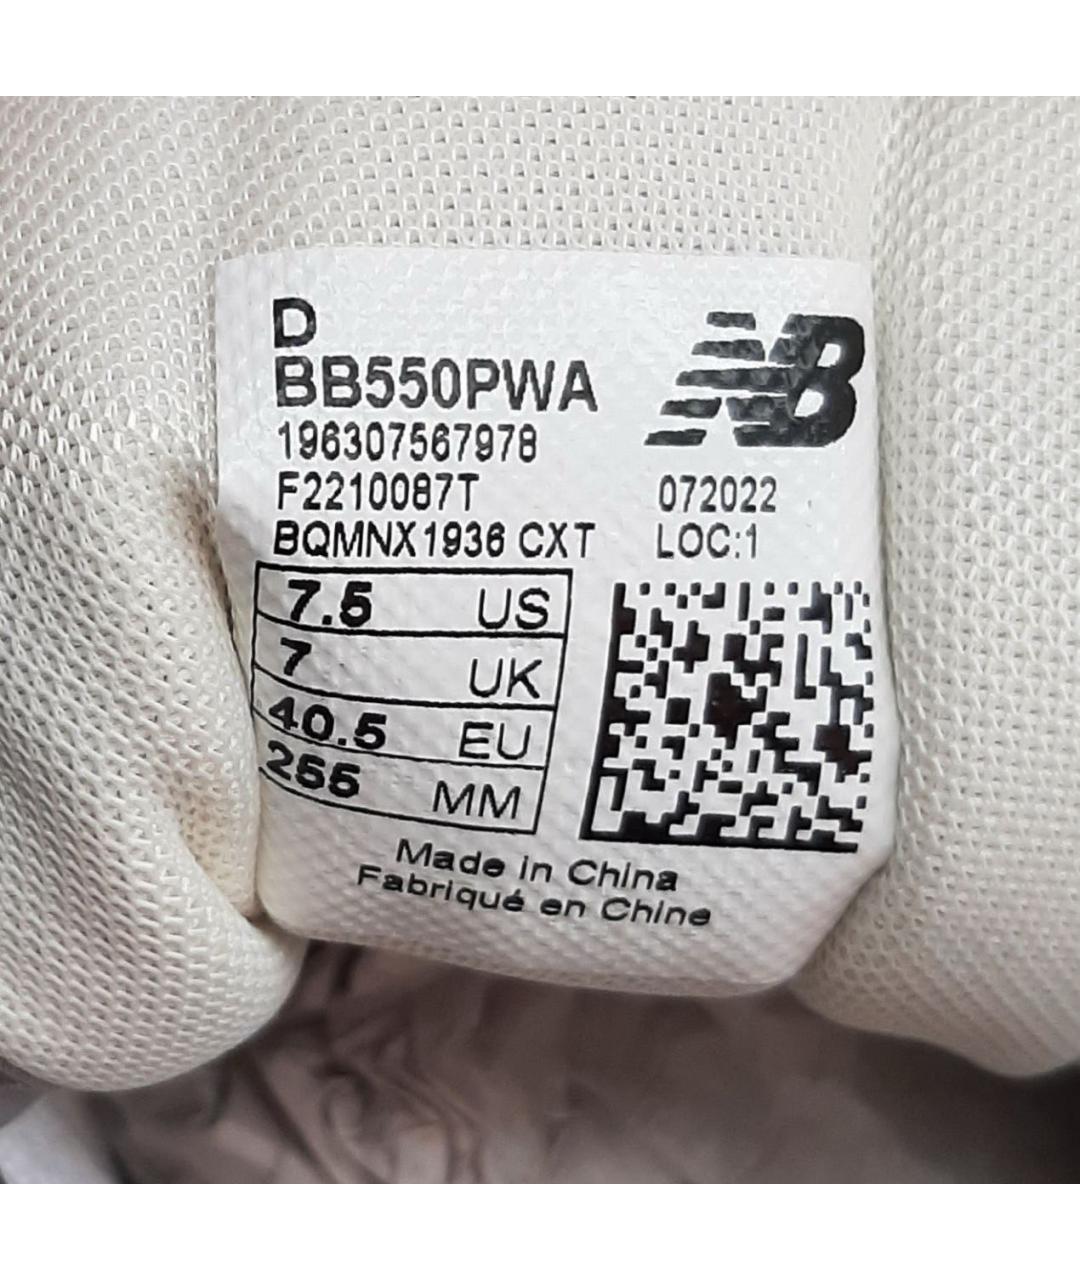 D
BB550PWA
NB
196307567978
F2210087T 072022
BQMNX1936 CXT LOC:1
7.5 US
7 UK
40.5 EU
255 MM
Made in China
Fabriqué en Chine